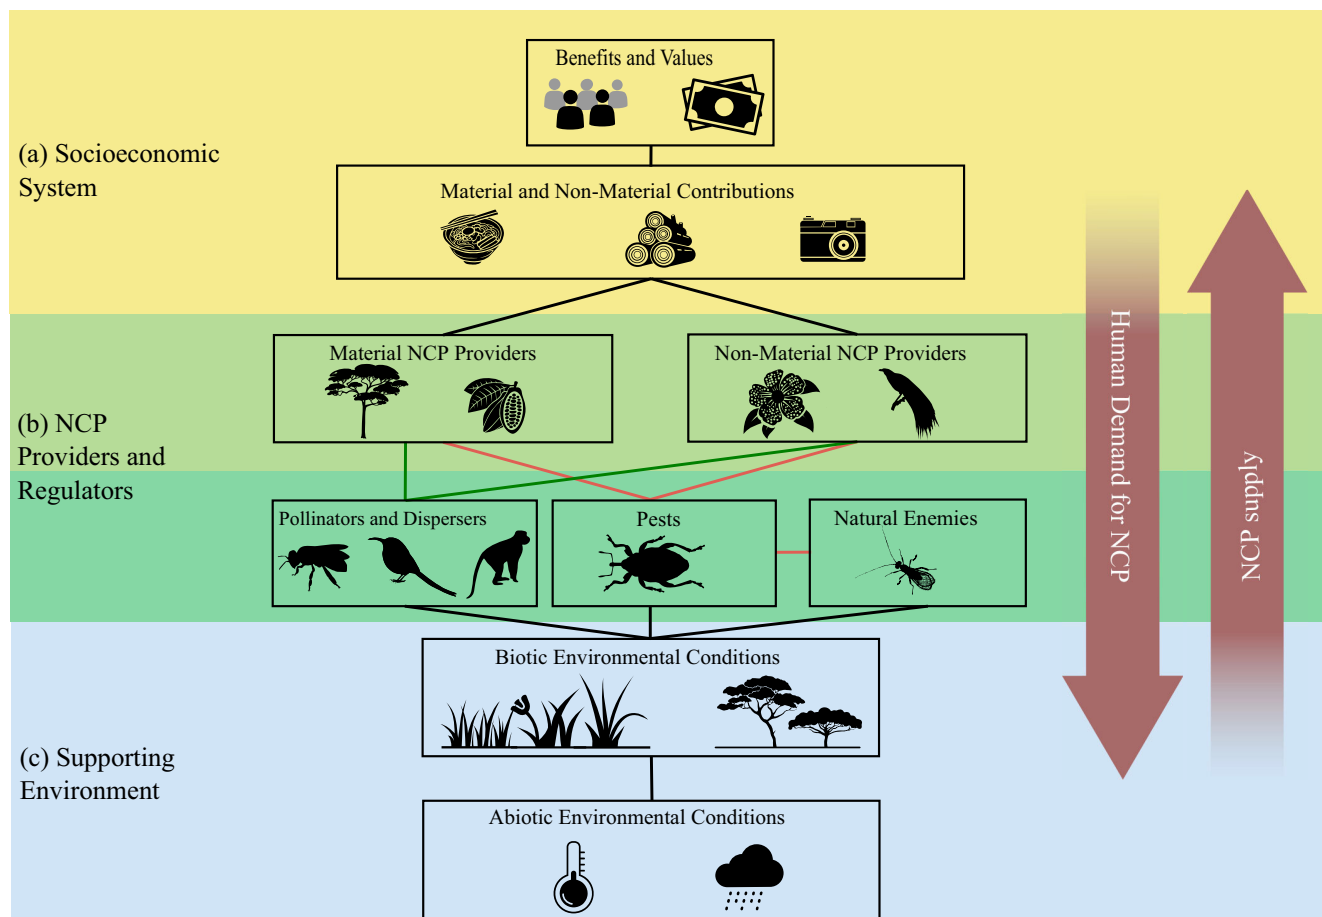 Benefits and Values
(a) Socioeconomic
System
Material and Non-Material Contributions
Material NCP Providers
Non-Material NCP Providers
(b) NCP
Providers and
Regulators
Pollinators and Dispersers
Pests
Natural Enemies
Human Demand for NCP
NCP supply
Biotic Environmental Conditions
(c) Supporting
Environment
Abiotic Environmental Conditions